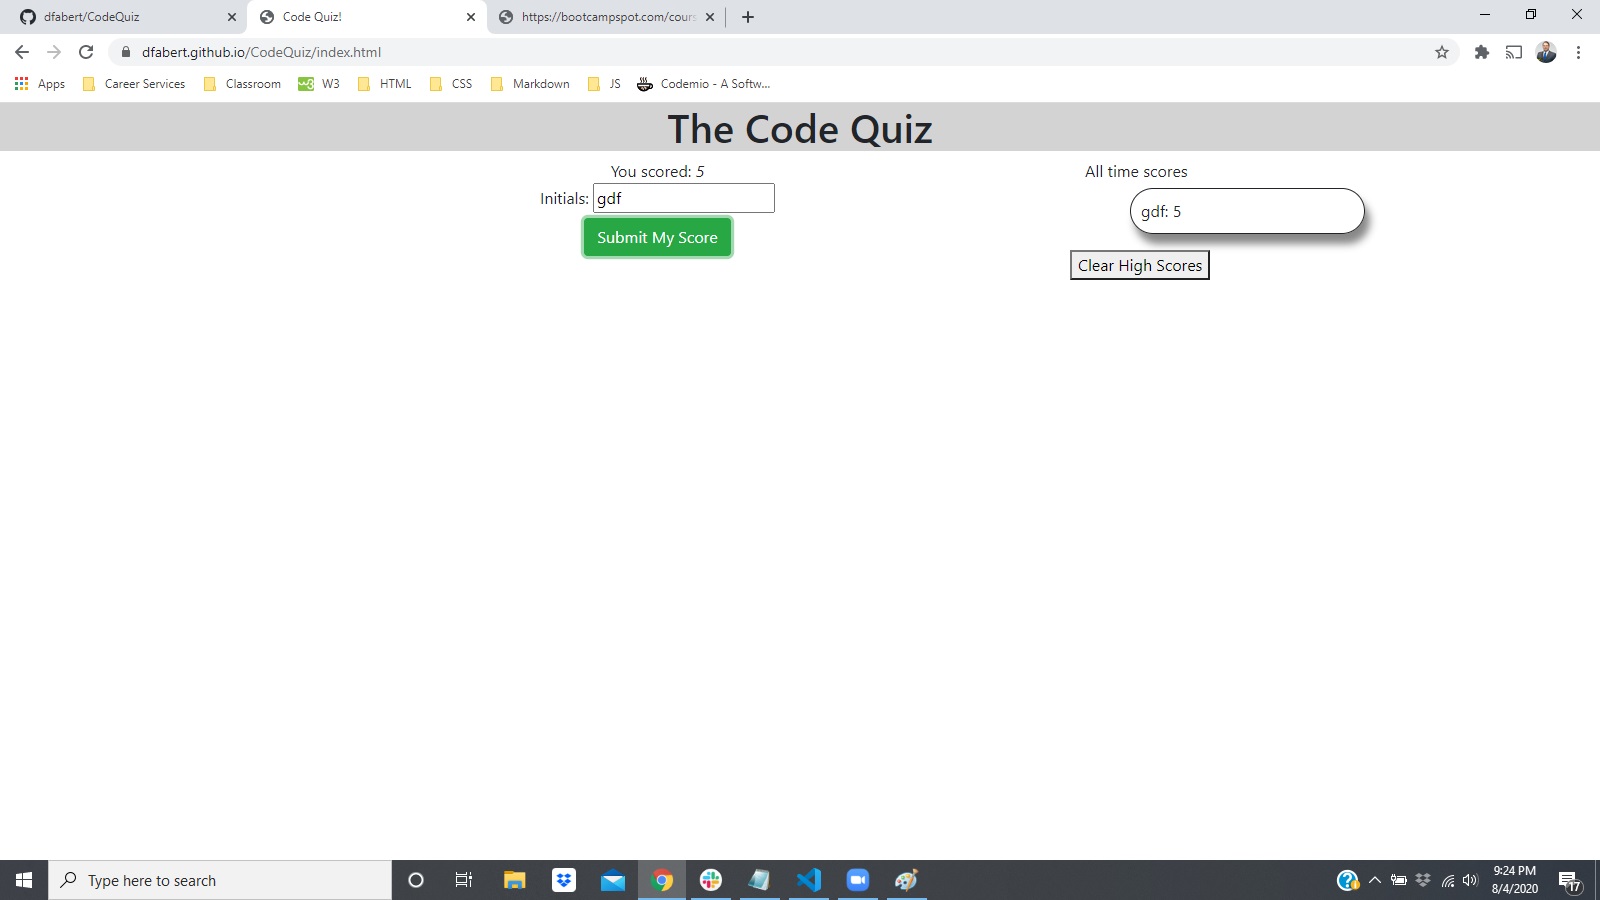 dfabert/CodeQuiz
Code Quiz!
https://bootcampspot.com/cours
dfabert.github.io/CodeQuiz/index.html
Apps
Career Services
Classroom
W3
HTML
CSS
Markdown
JS
Codemio - A Softw...
The Code Quiz
You scored: 5
All time scores
Initials: gdf
gdf: 5
Submit My Score
Clear High Scores
Type here to search
9:24 PM
8/4/2020
17